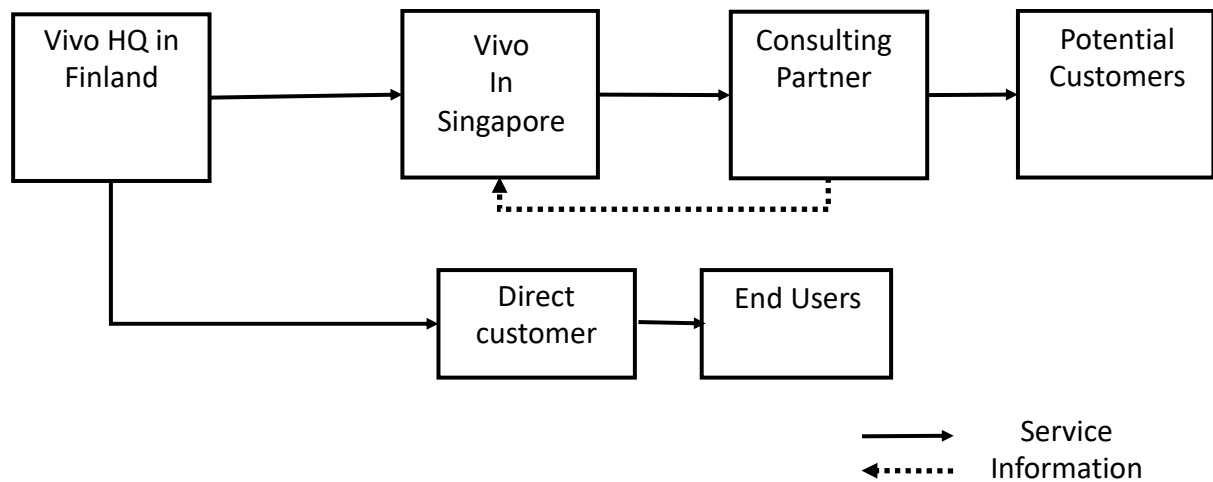 Vivo HQ in
Finland
Vivo
In
Singapore
Consulting
Partner
Potential
Customers
Direct
customer
End Users
Service
Information